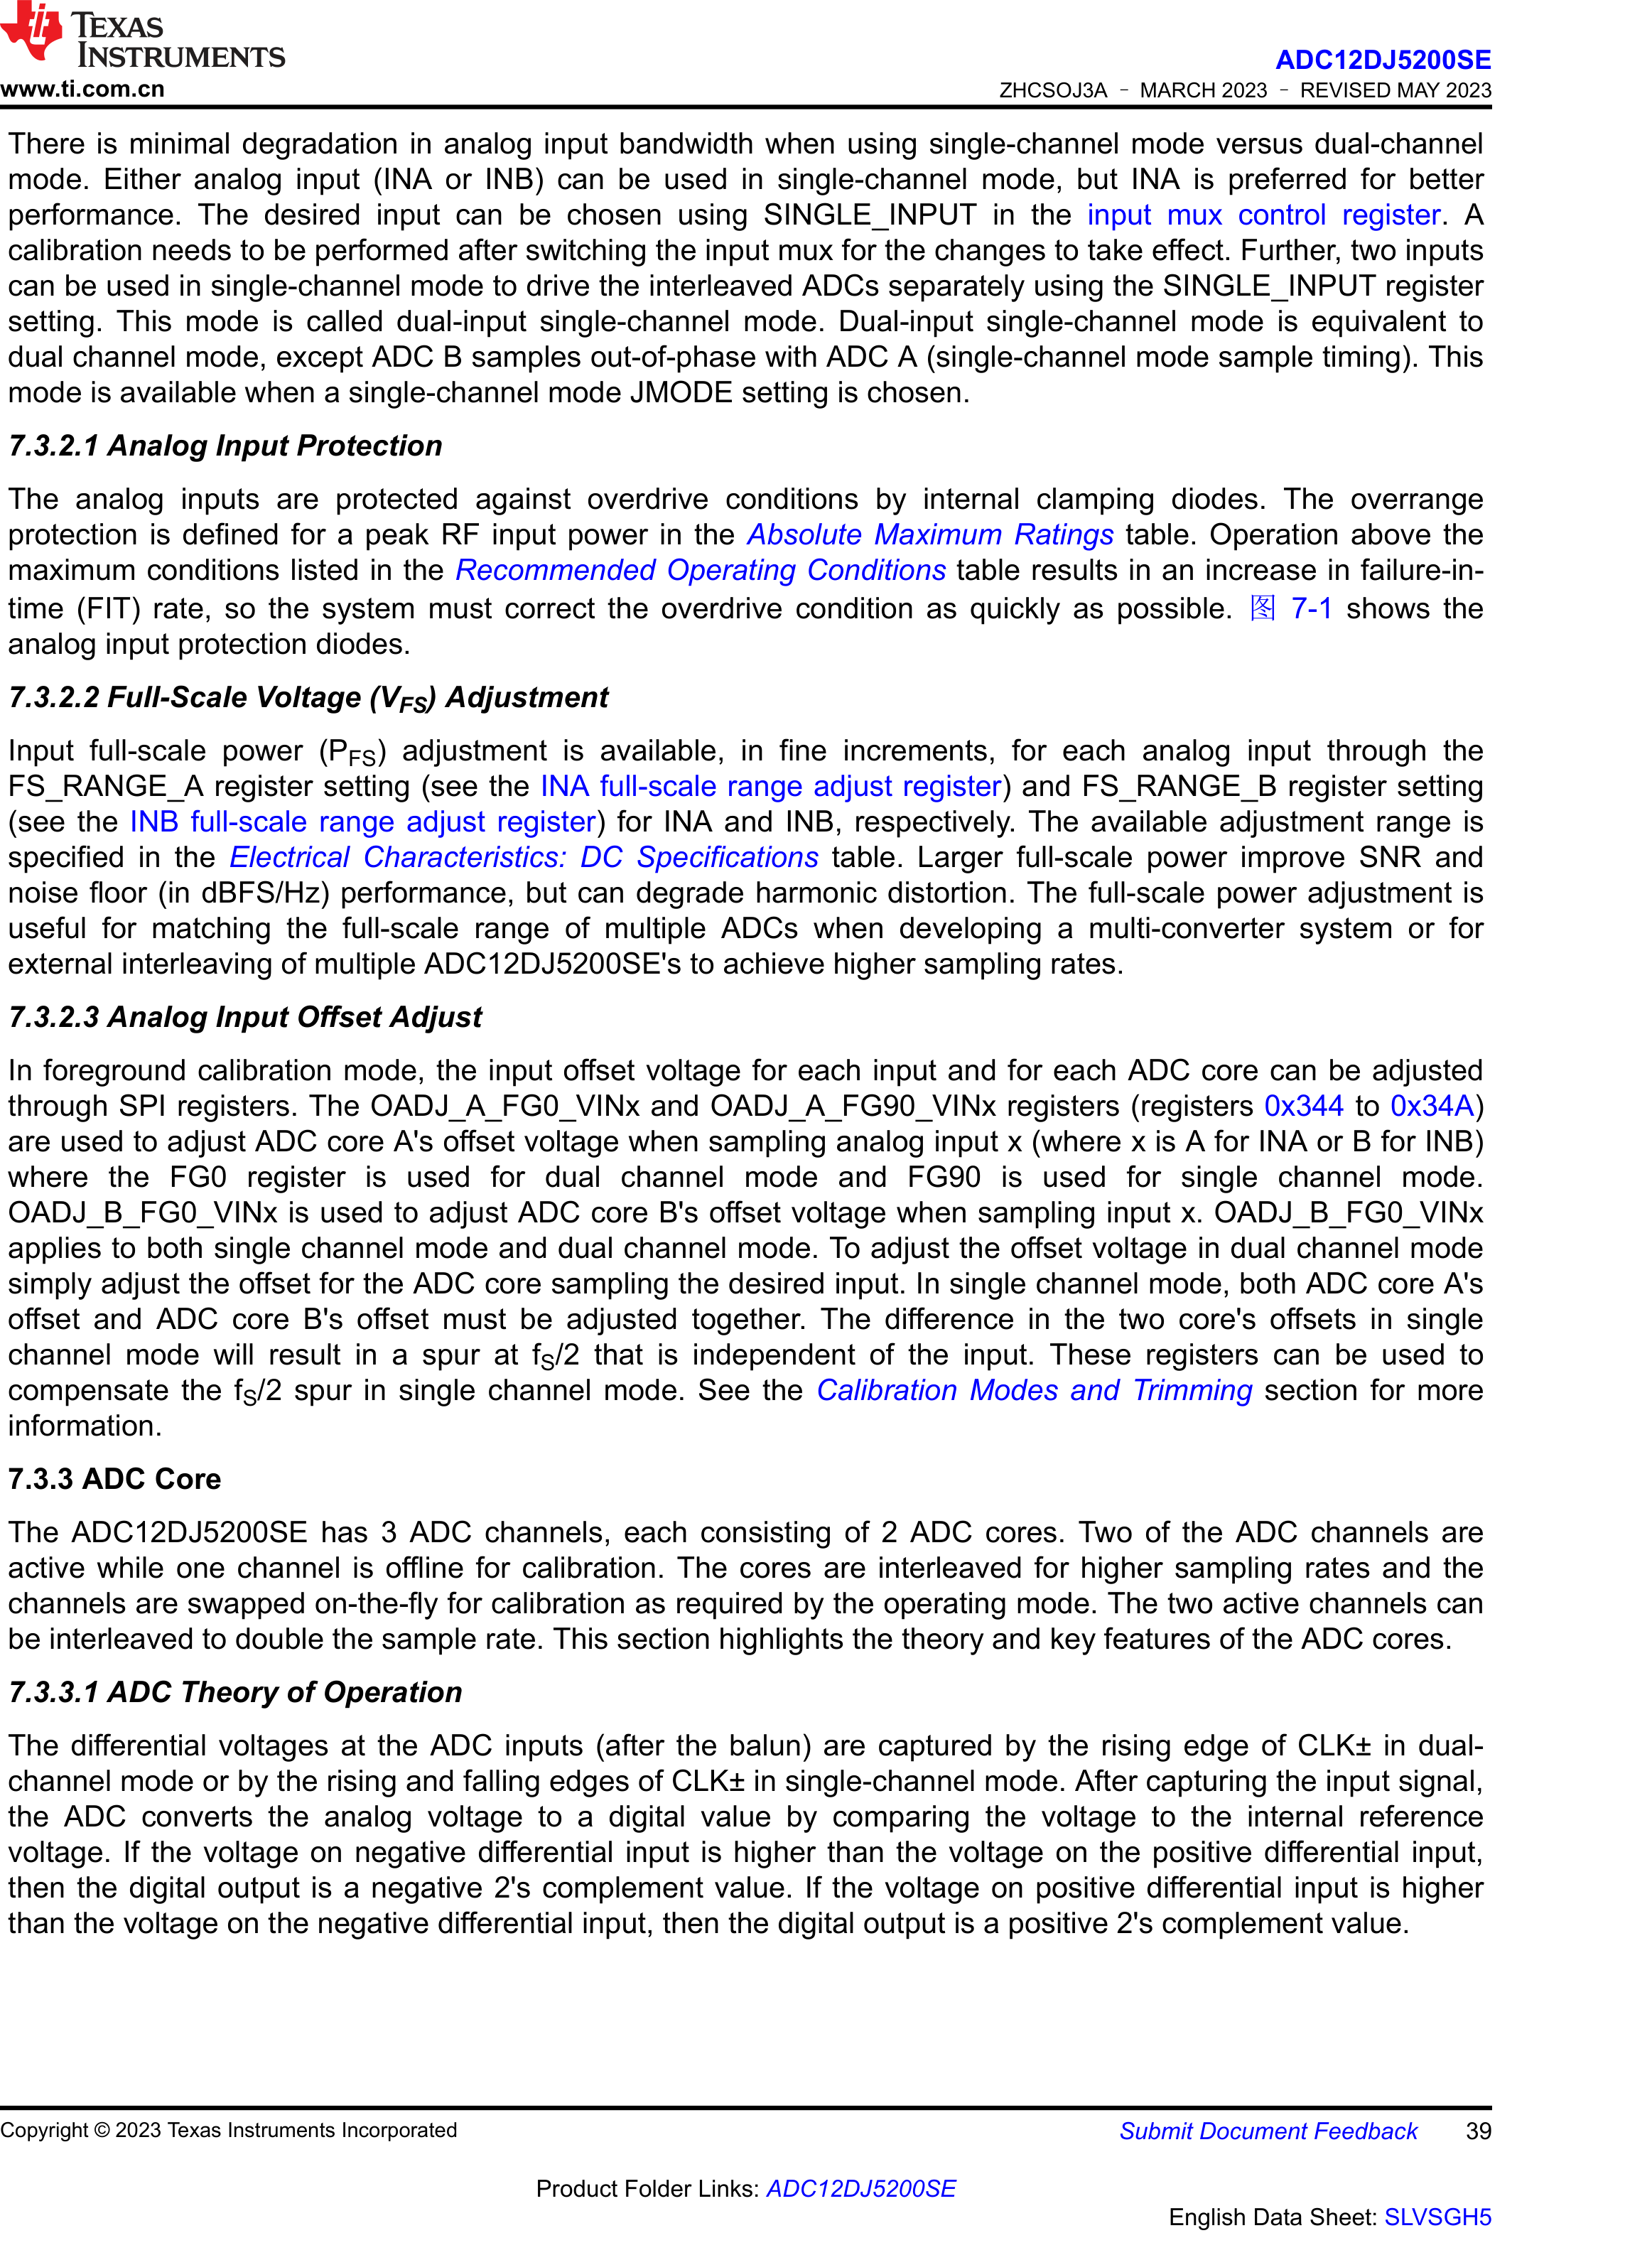 TEXAS
INSTRUMENTS
www.ti.com.cn
ADC12DJ5200SE
ZHCSOJ3A – MARCH 2023 – REVISED MAY 2023
There is minimal degradation in analog input bandwidth when using single-channel mode versus dual-channel
mode. Either analog input (INA or INB) can be used in single-channel mode, but INA is preferred for better
performance. The desired input can be chosen using SINGLE_INPUT in the input mux control register. A
calibration needs to be performed after switching the input mux for the changes to take effect. Further, two inputs
can be used in single-channel mode to drive the interleaved ADCs separately using the SINGLE_INPUT register
setting. This mode is called dual-input single-channel mode. Dual-input single-channel mode is equivalent to
dual channel mode, except ADC B samples out-of-phase with ADC A (single-channel mode sample timing). This
mode is available when a single-channel mode JMODE setting is chosen.
7.3.2.1 Analog Input Protection
The analog inputs are protected against overdrive conditions by internal clamping diodes. The overrange
protection is defined for a peak RF input power in the Absolute Maximum Ratings table. Operation above the
maximum conditions listed in the Recommended Operating Conditions table results in an increase in failure-in-
time (FIT) rate, so the system must correct the overdrive condition as quickly as possible. 图 7-1 shows the
analog input protection diodes.
7.3.2.2 Full-Scale Voltage (VFS) Adjustment
Input full-scale power (PFS) adjustment is available, in fine increments, for each analog input through the
FS_RANGE_A register setting (see the INA full-scale range adjust register) and FS_RANGE_B register setting
(see the INB full-scale range adjust register) for INA and INB, respectively. The available adjustment range is
specified in the Electrical Characteristics: DC Specifications table. Larger full-scale power improve SNR and
noise floor (in dBFS/Hz) performance, but can degrade harmonic distortion. The full-scale power adjustment is
useful for matching the full-scale range of multiple ADCs when developing a multi-converter system or for
external interleaving of multiple ADC12DJ5200SE's to achieve higher sampling rates.
7.3.2.3 Analog Input Offset Adjust
In foreground calibration mode, the input offset voltage for each input and for each ADC core can be adjusted
through SPI registers. The OADJ_A_FG0_VINx and OADJ_A_FG90_VINx registers (registers 0x344 to 0x34A)
are used to adjust ADC core A's offset voltage when sampling analog input x (where x is A for INA or B for INB)
where the FG0 register is used for dual channel mode and FG90 is used for single channel mode.
OADJ_B_FG0_VINx is used to adjust ADC core B's offset voltage when sampling input x. OADJ_B_FG0_VINx
applies to both single channel mode and dual channel mode. To adjust the offset voltage in dual channel mode
simply adjust the offset for the ADC core sampling the desired input. In single channel mode, both ADC core A's
offset and ADC core B's offset must be adjusted together. The difference in the two core's offsets in single
channel mode will result in a spur at fS/2 that is independent of the input. These registers can be used to
compensate the fS/2 spur in single channel mode. See the Calibration Modes and Trimming section for more
information.
7.3.3 ADC Core
The ADC12DJ5200SE has 3 ADC channels, each consisting of 2 ADC cores. Two of the ADC channels are
active while one channel is offline for calibration. The cores are interleaved for higher sampling rates and the
channels are swapped on-the-fly for calibration as required by the operating mode. The two active channels can
be interleaved to double the sample rate. This section highlights the theory and key features of the ADC cores.
7.3.3.1 ADC Theory of Operation
The differential voltages at the ADC inputs (after the balun) are captured by the rising edge of CLK± in dual-
channel mode or by the rising and falling edges of CLK± in single-channel mode. After capturing the input signal,
the ADC converts the analog voltage to a digital value by comparing the voltage to the internal reference
voltage. If the voltage on negative differential input is higher than the voltage on the positive differential input,
then the digital output is a negative 2's complement value. If the voltage on positive differential input is higher
than the voltage on the negative differential input, then the digital output is a positive 2's complement value.
Copyright © 2023 Texas Instruments Incorporated
Submit Document Feedback 39
Product Folder Links: ADC12DJ5200SE
English Data Sheet: SLVSGH5